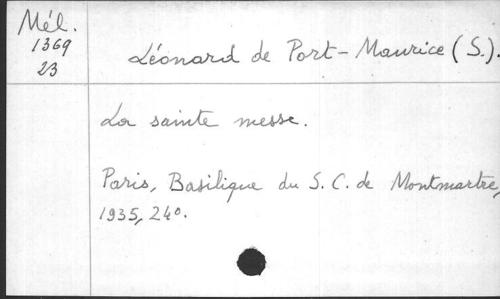 Mél.
1369
23
Léonard de Port-Maurice (S.).
La sainte messe.
Paris, Basilique du S. C. de Montmartre,
1935, 24°.